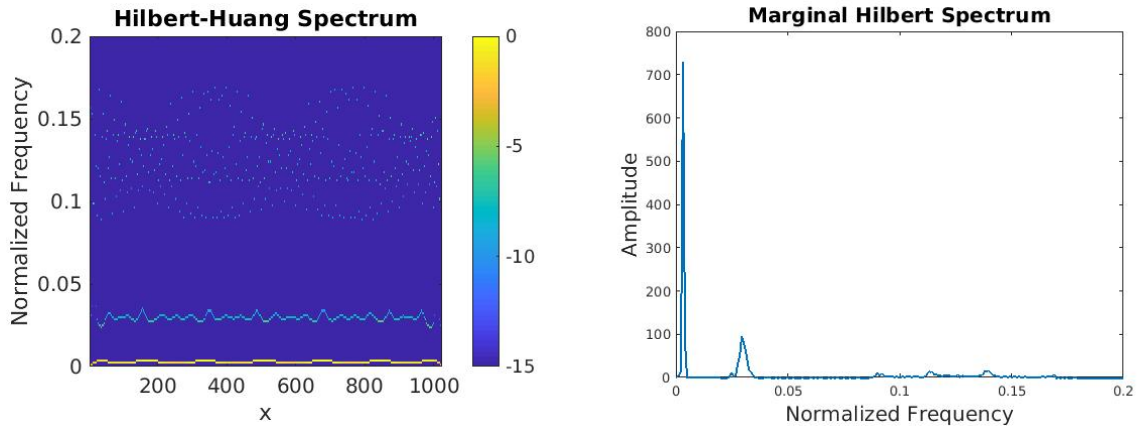 Hilbert-Huang Spectrum
Normalized Frequency
0.2
0.15
0.1
0.05
0
200 400 600 800 1000
x
0
-5
-10
-15
Marginal Hilbert Spectrum
Amplitude
800
700
600
500
400
300
200
100
0
0 0.05 0.1 0.15 0.2
Normalized Frequency